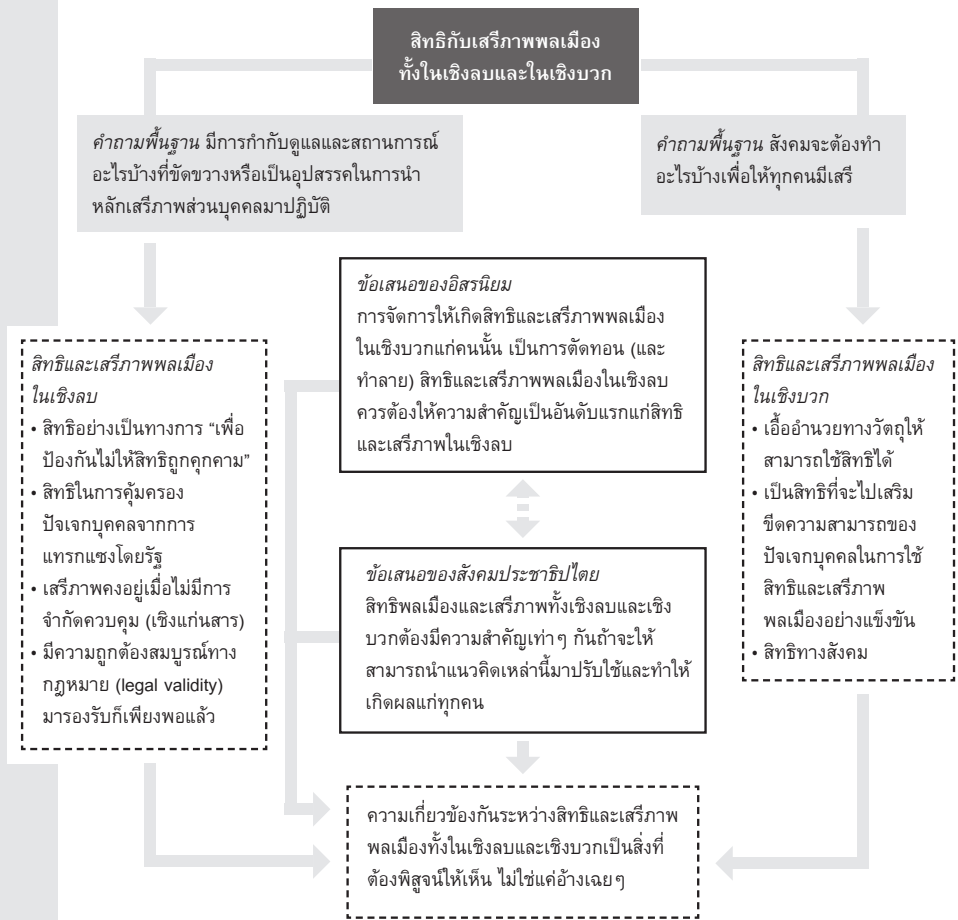 สิทธิกับเสรีภาพพลเมือง
ทั้งในเชิงลบและในเชิงบวก
คำถามพื้นฐาน มีการกำกับดูแลและสถานการณ์
อะไรบ้างที่ขัดขวางหรือเป็นอุปสรรคในการนำ
หลักเสรีภาพส่วนบุคคลมาปฏิบัติ
คำถามพื้นฐาน สังคมจะต้องทำ
อะไรบ้างเพื่อให้ทุกคนมีเสรี
ข้อเสนอของอิสรนิยม
การจัดการให้เกิดสิทธิและเสรีภาพพลเมือง
ในเชิงบวกแก่คนนั้น เป็นการตัดทอน (และ
ทำลาย) สิทธิและเสรีภาพพลเมืองในเชิงลบ
ควรต้องให้ความสำคัญเป็นอันดับแรกแก่สิทธิ
และเสรีภาพในเชิงลบ
สิทธิและเสรีภาพพลเมือง
ในเชิงลบ
• สิทธิอย่างเป็นทางการ “เพื่อ
ป้องกันไม่ให้สิทธิถูกคุกคาม”
• สิทธิในการคุ้มครอง
ปัจเจกบุคคลจากการ
แทรกแซงโดยรัฐ
• เสรีภาพคงอยู่เมื่อไม่มีการ
จำกัดควบคุม (เชิงแก่นสาร)
• มีความถูกต้องสมบูรณ์ทาง
กฎหมาย (legal validity)
มารองรับก็เพียงพอแล้ว
สิทธิและเสรีภาพพลเมือง
ในเชิงบวก
• เอื้ออำนวยทางวัตถุให้
สามารถใช้สิทธิได้
• เป็นสิทธิที่จะไปเสริม
ขีดความสามารถของ
ปัจเจกบุคคลในการใช้
สิทธิและเสรีภาพ
พลเมืองอย่างแข็งขัน
• สิทธิทางสังคม
ข้อเสนอของสังคมประชาธิปไตย
สิทธิพลเมืองและเสรีภาพทั้งเชิงลบและเชิง
บวกต้องมีความสำคัญเท่าๆ กันถ้าจะให้
สามารถนำแนวคิดเหล่านี้มาปรับใช้และทำให้
เกิดผลแก่ทุกคน
ความเกี่ยวข้องกันระหว่างสิทธิและเสรีภาพ
พลเมืองทั้งในเชิงลบและเชิงบวกเป็นสิ่งที่
ต้องพิสูจน์ให้เห็น ไม่ใช่แค่อ้างเฉยๆ